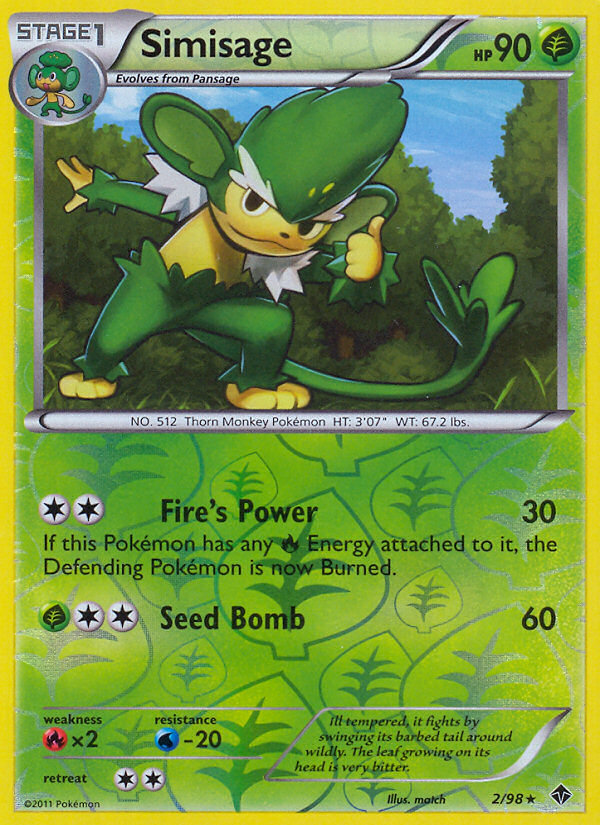 STAGE1
Simisage
HP 90
Evolves from Pansage
NO. 512 Thorn Monkey Pokémon HT: 3'07" WT: 67.2 lbs.
Fire's Power 30
If this Pokémon has any Energy attached to it, the
Defending Pokémon is now Burned.
Seed Bomb 60
weakness resistance
×2 -20
Ill tempered, it fights by
swinging its barbed tail around
wildly. The leaf growing on its
head is very bitter.
retreat
©2011 Pokémon
Illus. match 2/98 ★